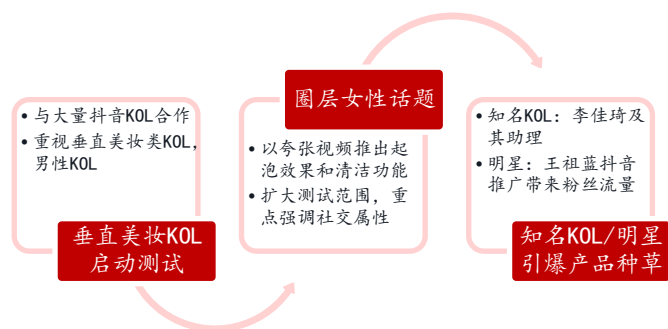 • 与大量抖音KOL合作
• 重视垂直美妆类KOL,
男性KOL
垂直美妆KOL
启动测试
圈层女性话题
• 以夸张视频推出起
泡效果和清洁功能
• 扩大测试范围，重
点强调社交属性
• 知名KOL：李佳琦及
其助理
• 明星：王祖蓝抖音
推广带来粉丝流量
知名KOL/明星
引爆产品种草